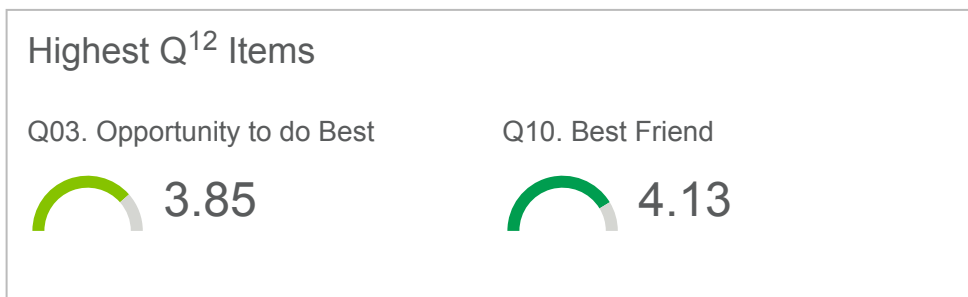 Highest Q¹² Items
Q03. Opportunity to do Best
3.85
Q10. Best Friend
4.13